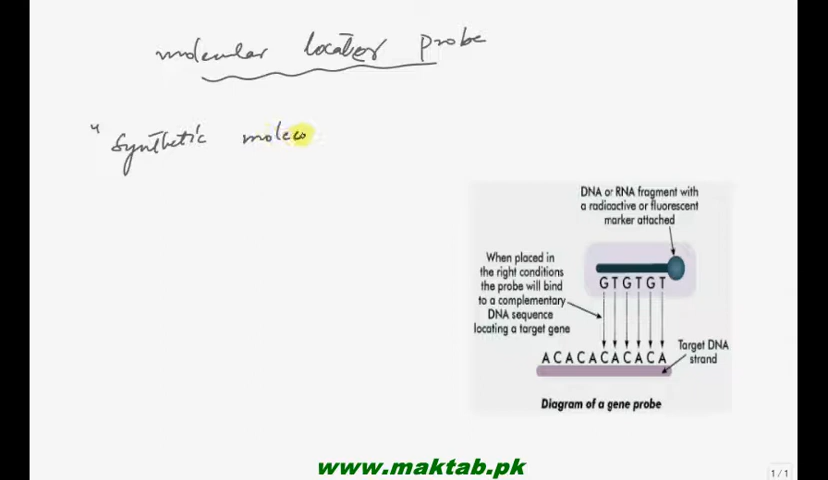 molecular locater probe
" Synthetic molecu
DNA or RNA fragment with
a radioactive or fluorescent
marker attached
When placed in
the right conditions
the probe will bind
to a complementary
DNA sequence
locating a target gene
GTGTGT
ACACACACACA
Target DNA
strand
Diagram of a gene probe
www.maktab.pk
1 / 1